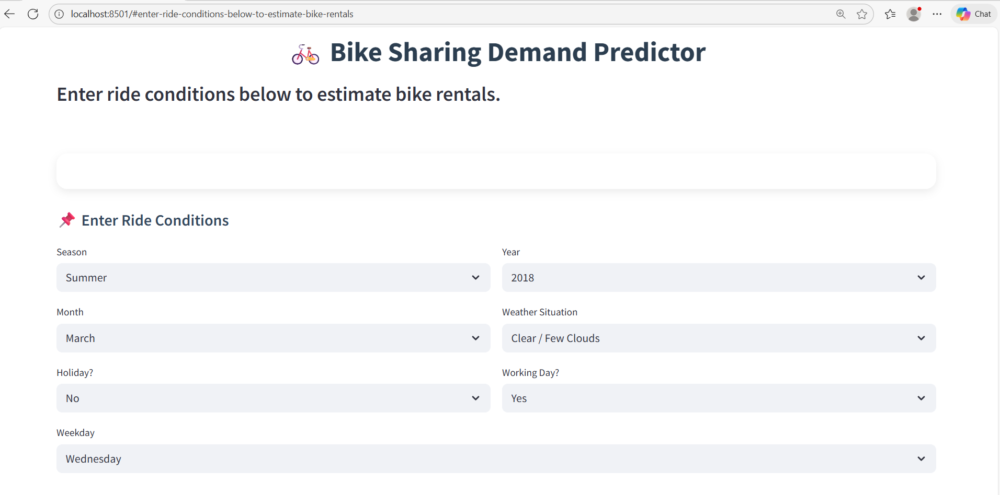 localhost:8501/#enter-ride-conditions-below-to-estimate-bike-rentals
Chat
Bike Sharing Demand Predictor
Enter ride conditions below to estimate bike rentals.
Enter Ride Conditions
Season
Year
Summer
2018
Month
Weather Situation
March
Clear / Few Clouds
Holiday?
Working Day?
No
Yes
Weekday
Wednesday